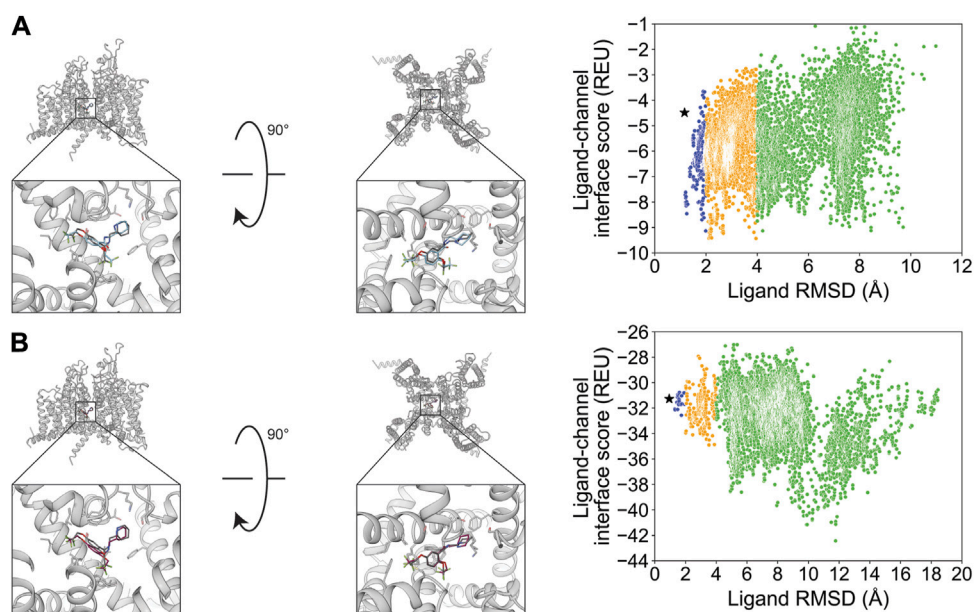 A
90°
Ligand-channel
interface score (REU)
−1
−2
−3
−4
−5
−6
−7
−8
−9
−10
0 2 4 6 8 10 12
Ligand RMSD (Å)
B
90°
Ligand-channel
interface score (REU)
−26
−28
−30
−32
−34
−36
−38
−40
−42
−44
0 2 4 6 8 10 12 14 16 18 20
Ligand RMSD (Å)